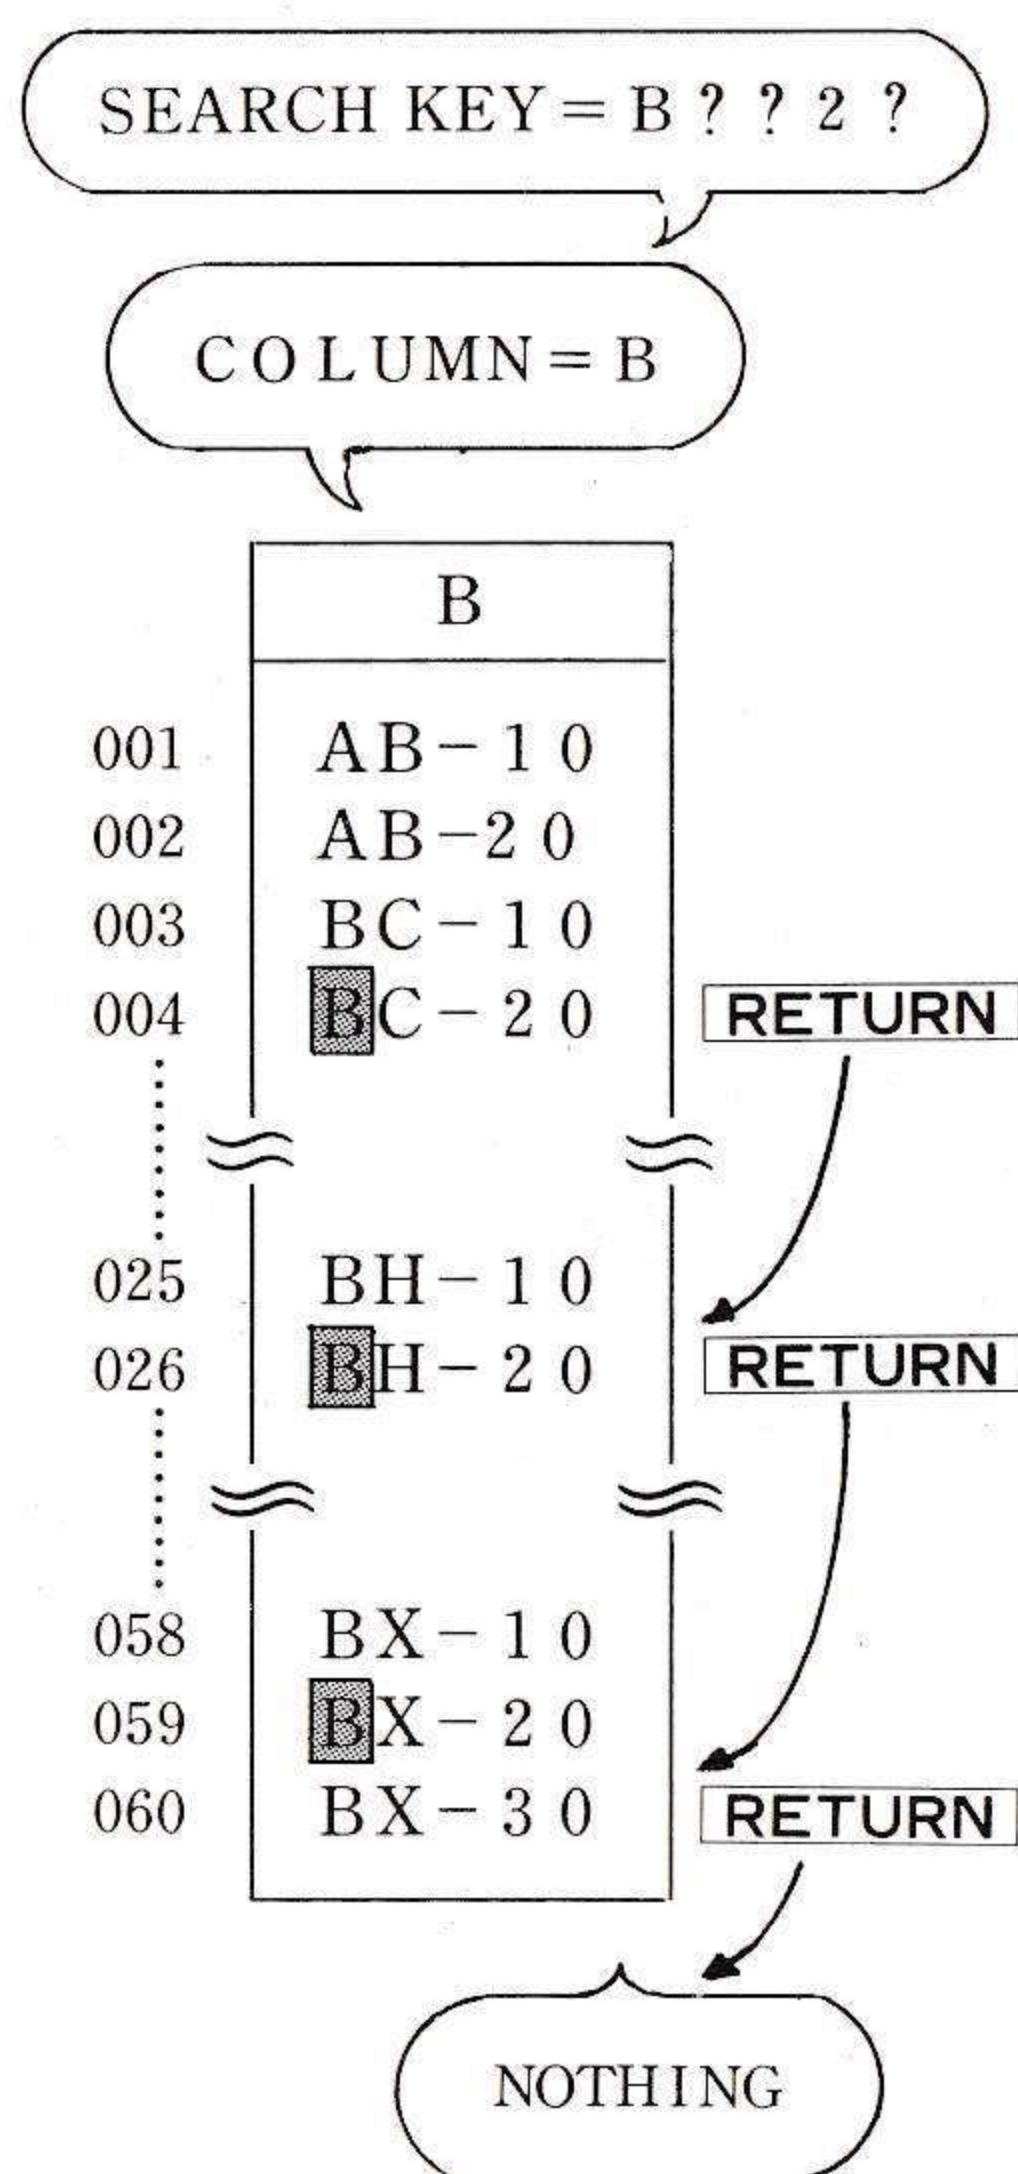 SEARCH KEY = B ? ? 2 ?
COLUMN = B
B
001 AB-10
002 AB-20
003 BC-10
004 BC-20 RETURN
025 BH-10
026 BH-20 RETURN
058 BX-10
059 BX-20
060 BX-30 RETURN
NOTHING